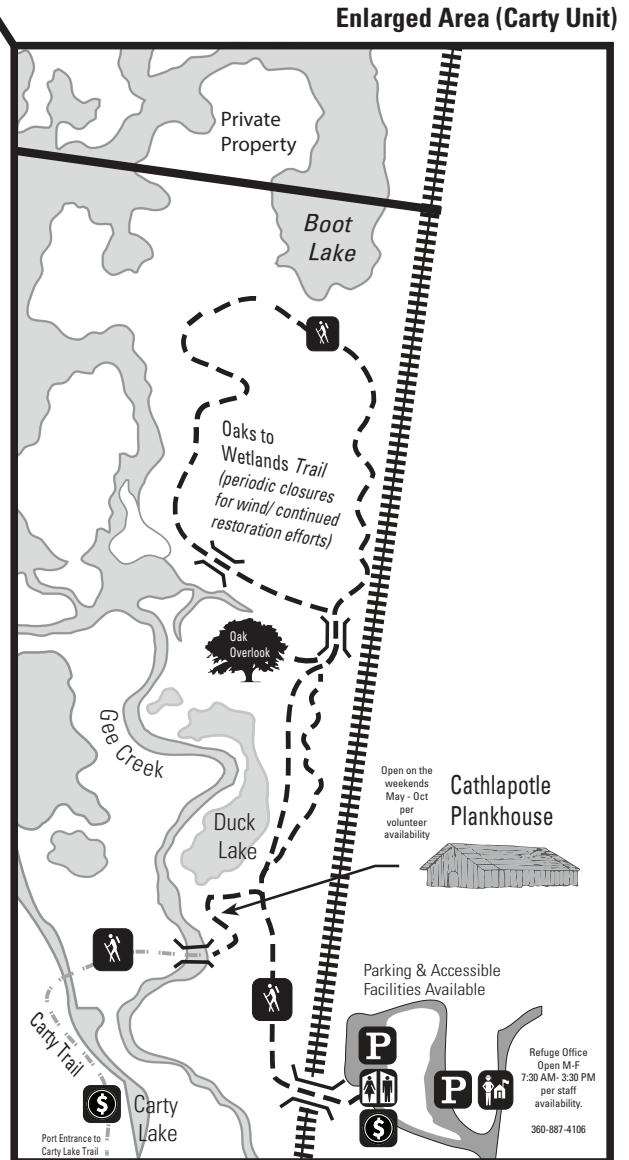 Enlarged Area (Carty Unit)
Private
Property
Boot
Lake
Oaks to
Wetlands Trail
(periodic closures
for wind/ continued
restoration efforts)
Oak
Overlook
Gee Creek
Duck
Lake
Open on the
weekends
May - Oct
per
volunteer
availability
Cathlapotle
Plankhouse
Parking & Accessible
Facilities Available
P
P
Refuge Office
Open M-F
7:30 AM- 3:30 PM
per staff
availability.
360-887-4106
$
Carty Trail
$
Carty
Lake
Port Entrance to
Carty Lake Trail